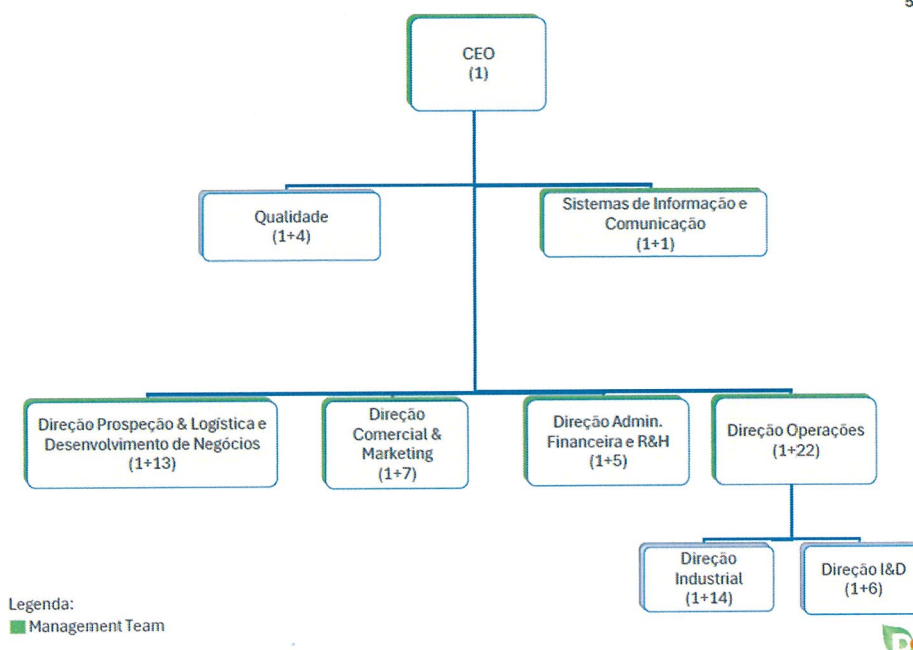 5
CEO
(1)
Qualidade
(1+4)
Sistemas de Informação e
Comunicação
(1+1)
Direção Prospeção & Logística e
Desenvolvimento de Negócios
(1+13)
Direção
Comercial &
Marketing
(1+7)
Direção Admin.
Financeira e R&H
(1+5)
Direção Operações
(1+22)
Direção
Industrial
(1+14)
Direção I&D
(1+6)
Legenda:
Management Team